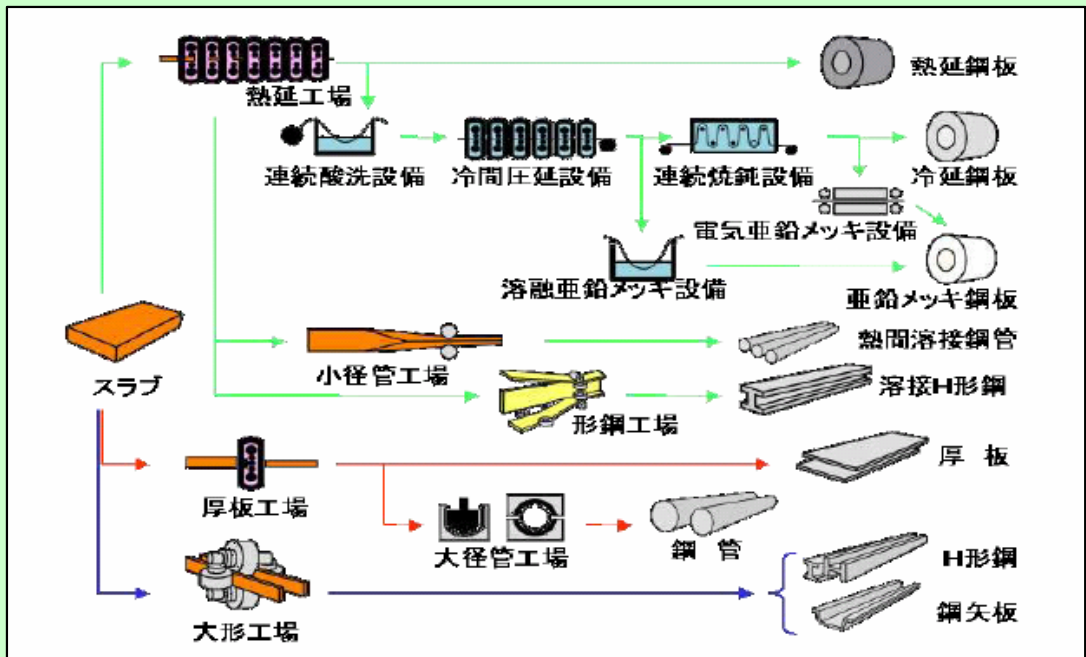 熱延工場
熱延鋼板
連続酸洗設備
冷間圧延設備
連続焼鈍設備
冷延鋼板
電気亜鉛メッキ設備
溶融亜鉛メッキ設備
亜鉛メッキ鋼板
スラブ
小径管工場
熱間溶接鋼管
形鋼工場
溶接H形鋼
厚板工場
厚 板
大径管工場
鋼 管
大形工場
H形鋼
鋼矢板